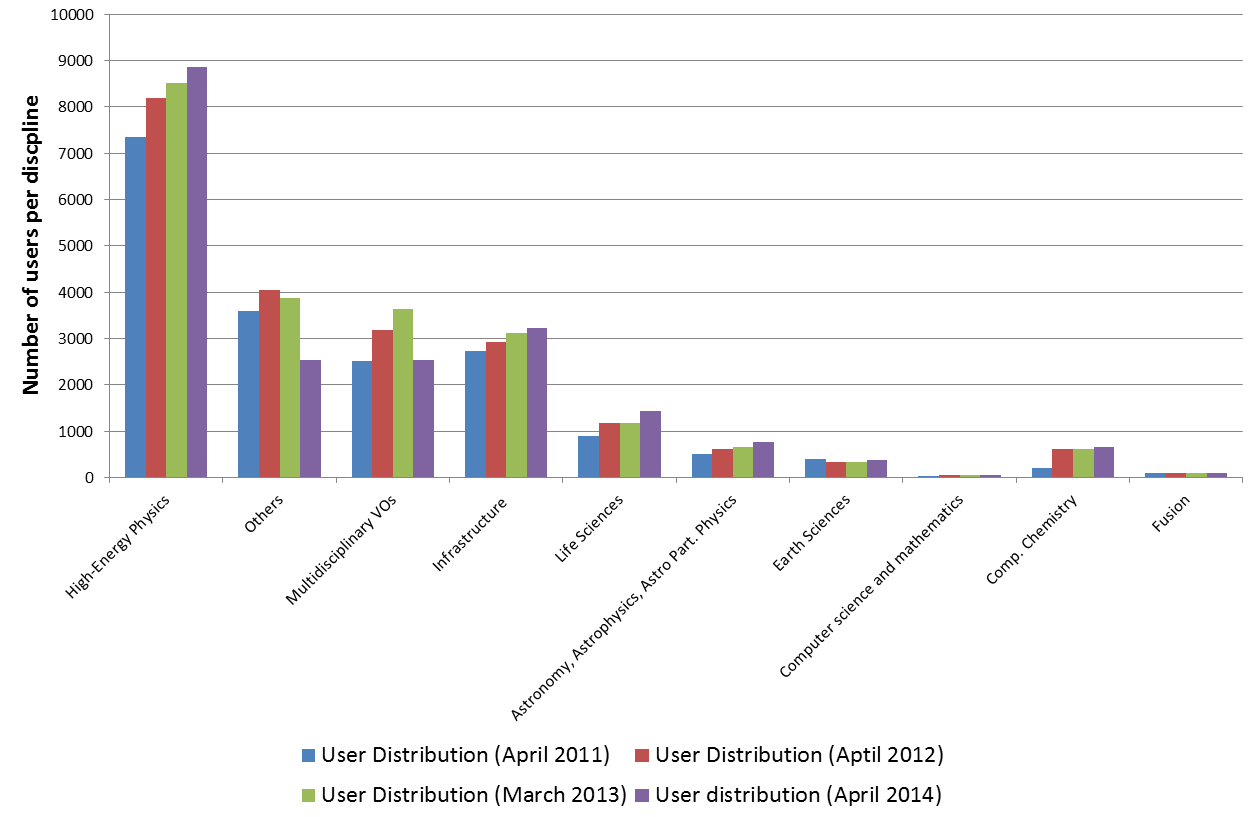 10000
9000
8000
7000
6000
5000
4000
3000
2000
1000
0
Number of users per discpline
High-Energy Physics
Others
Multidisciplinary VOs
Infrastructure
Life Sciences
Astronomy, Astrophysics, Astro Part. Physics
Earth Sciences
Computer science and mathematics
Comp. Chemistry
Fusion
User Distribution (April 2011)
User Distribution (Aptil 2012)
User Distribution (March 2013)
User distribution (April 2014)